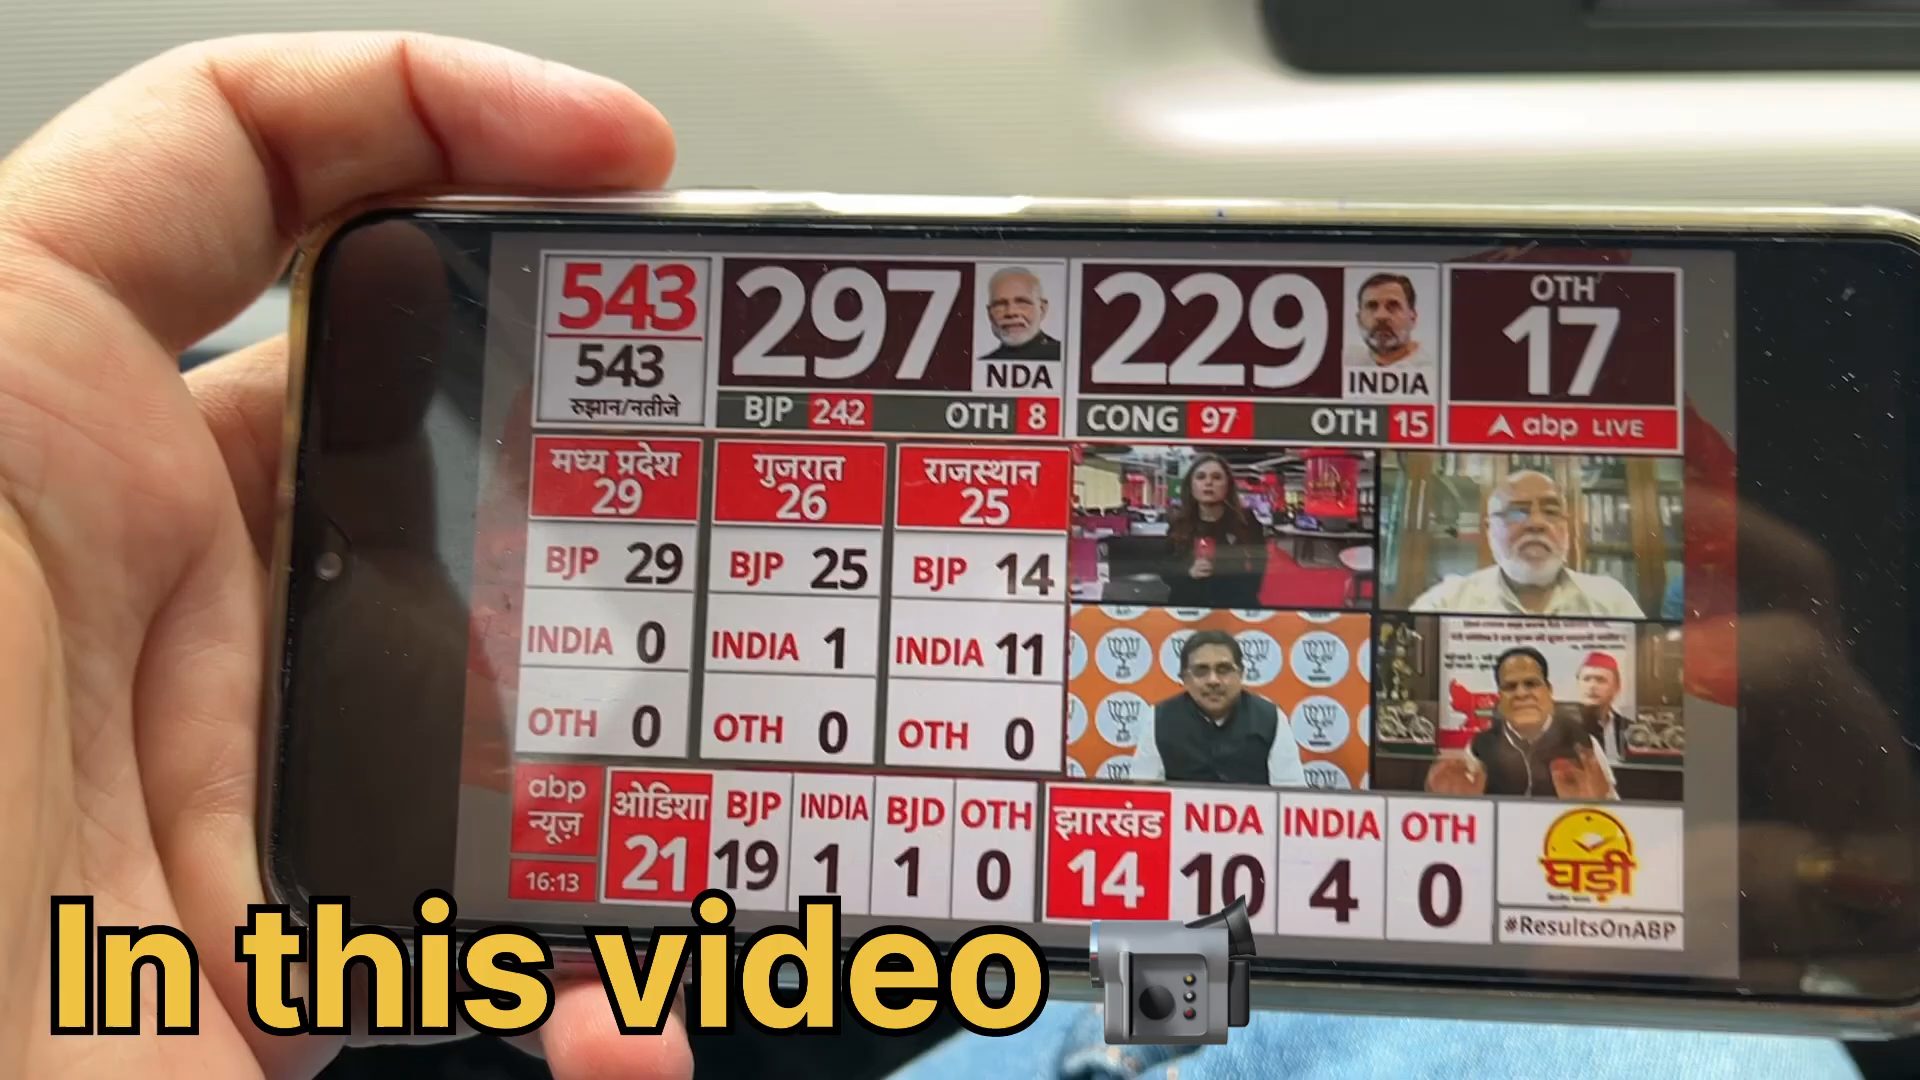 543
543
रुझान/नतीजे
297
NDA
BJP 242 OTH 8
229
INDIA
CONG 97 OTH 15
OTH
17
abp LIVE
मध्य प्रदेश
29
BJP 29
INDIA 0
OTH 0
गुजरात
26
BJP 25
INDIA 1
OTH 0
राजस्थान
25
BJP 14
INDIA 11
OTH 0
abp
न्यूज़
16:13
ओडिशा BJP INDIA BJD OTH
21 19 1 1 0
झारखंड NDA INDIA OTH
14 10 4 0
घड़ी
#ResultsOnABP
In this video